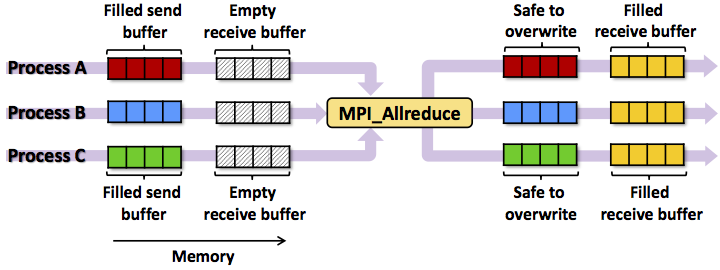 Filled send
buffer
Empty
receive buffer
Safe to
overwrite
Filled
receive buffer
Process A
Process B
MPI_Allreduce
Process C
Filled send
buffer
Empty
receive buffer
Safe to
overwrite
Filled
receive buffer
Memory